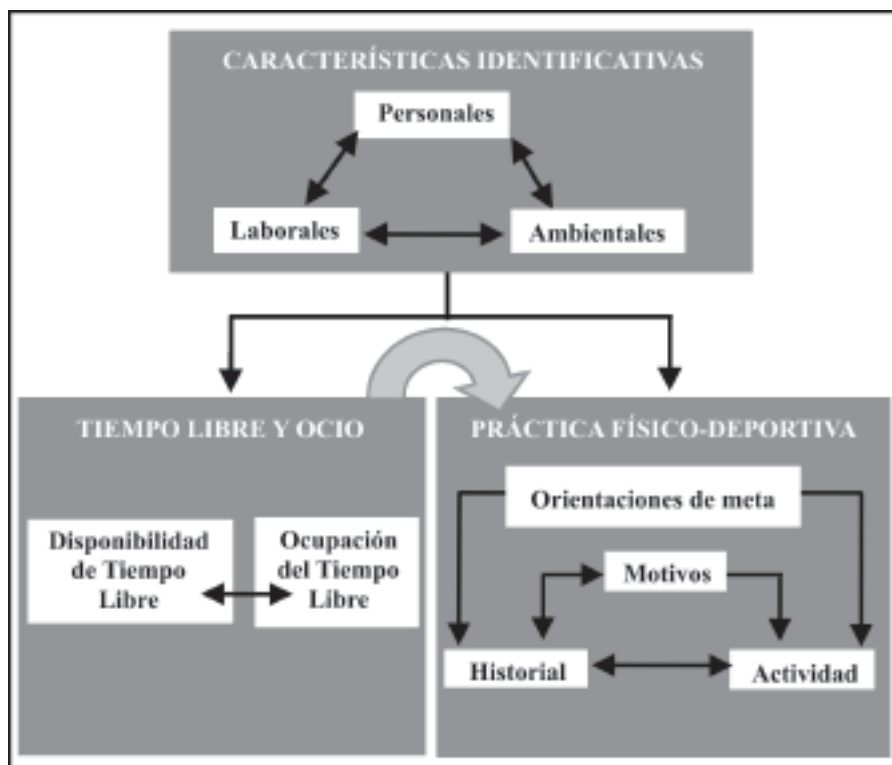 CARACTERÍSTICAS IDENTIFICATIVAS
Personales
Laborales
Ambientales
TIEMPO LIBRE Y OCIO
Disponibilidad
de Tiempo
Libre
Ocupación
del Tiempo
Libre
PRÁCTICA FÍSICO-DEPORTIVA
Orientaciones de meta
Motivos
Historial
Actividad